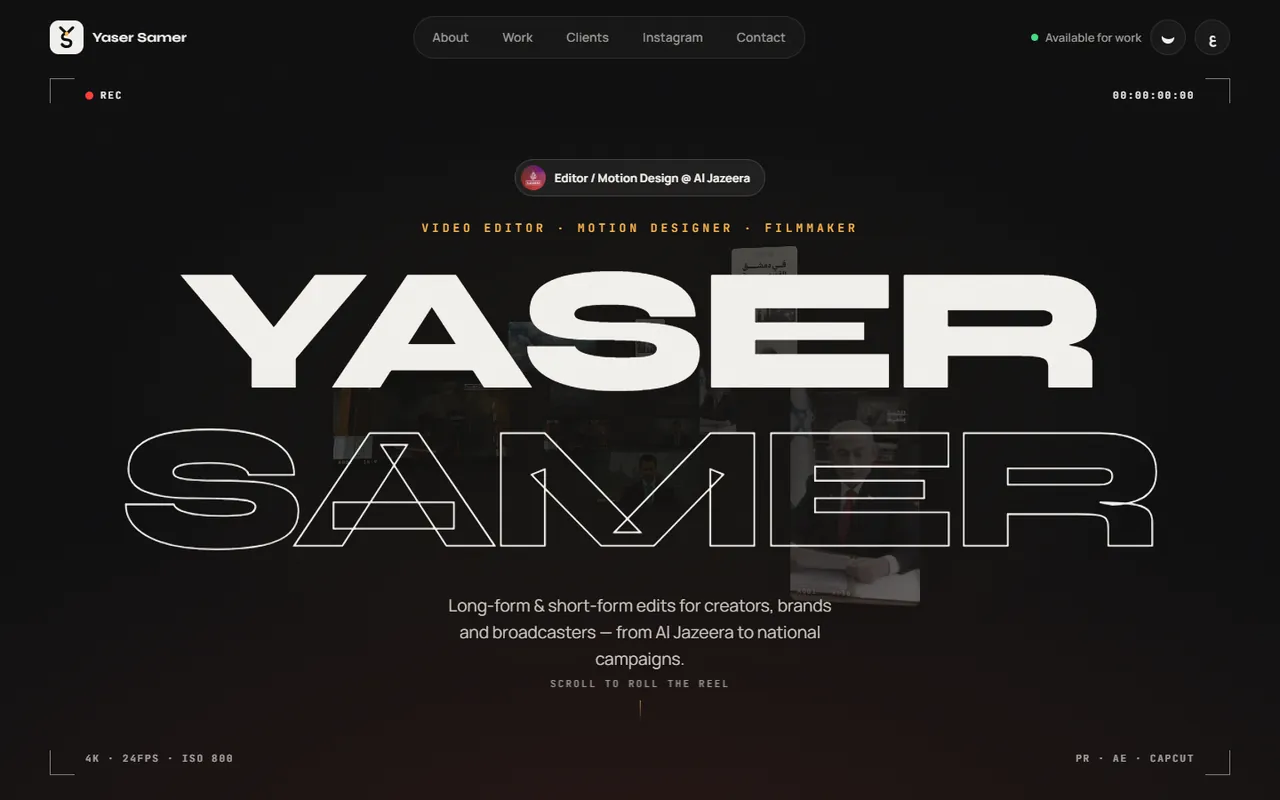 Yaser Samer
About
Work
Clients
Instagram
Contact
Available for work
ع
REC
00:00:00:00
Editor / Motion Design @ Al Jazeera
VIDEO EDITOR · MOTION DESIGNER · FILMMAKER
في دمشق
YASER
SAMER
Long-form & short-form edits for creators, brands
and broadcasters — from Al Jazeera to national
campaigns.
SCROLL TO ROLL THE REEL
4K · 24FPS · ISO 800
PR · AE · CAPCUT